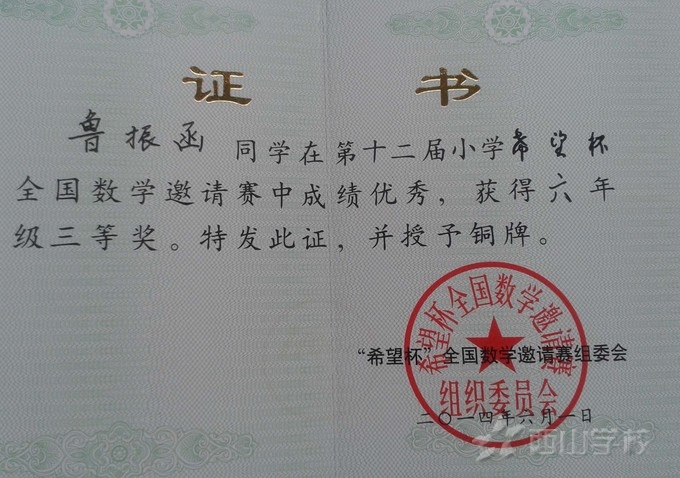 证 书
鲁振函 同学在第十二届小学希望杯
全国数学邀请赛中成绩优秀，获得六年
级三等奖。特发此证，并授予铜牌。
希望杯全国数学邀请赛
“希望杯”全国数学邀请赛组委会
组织委员会
二〇一四年六月一日
西山学校